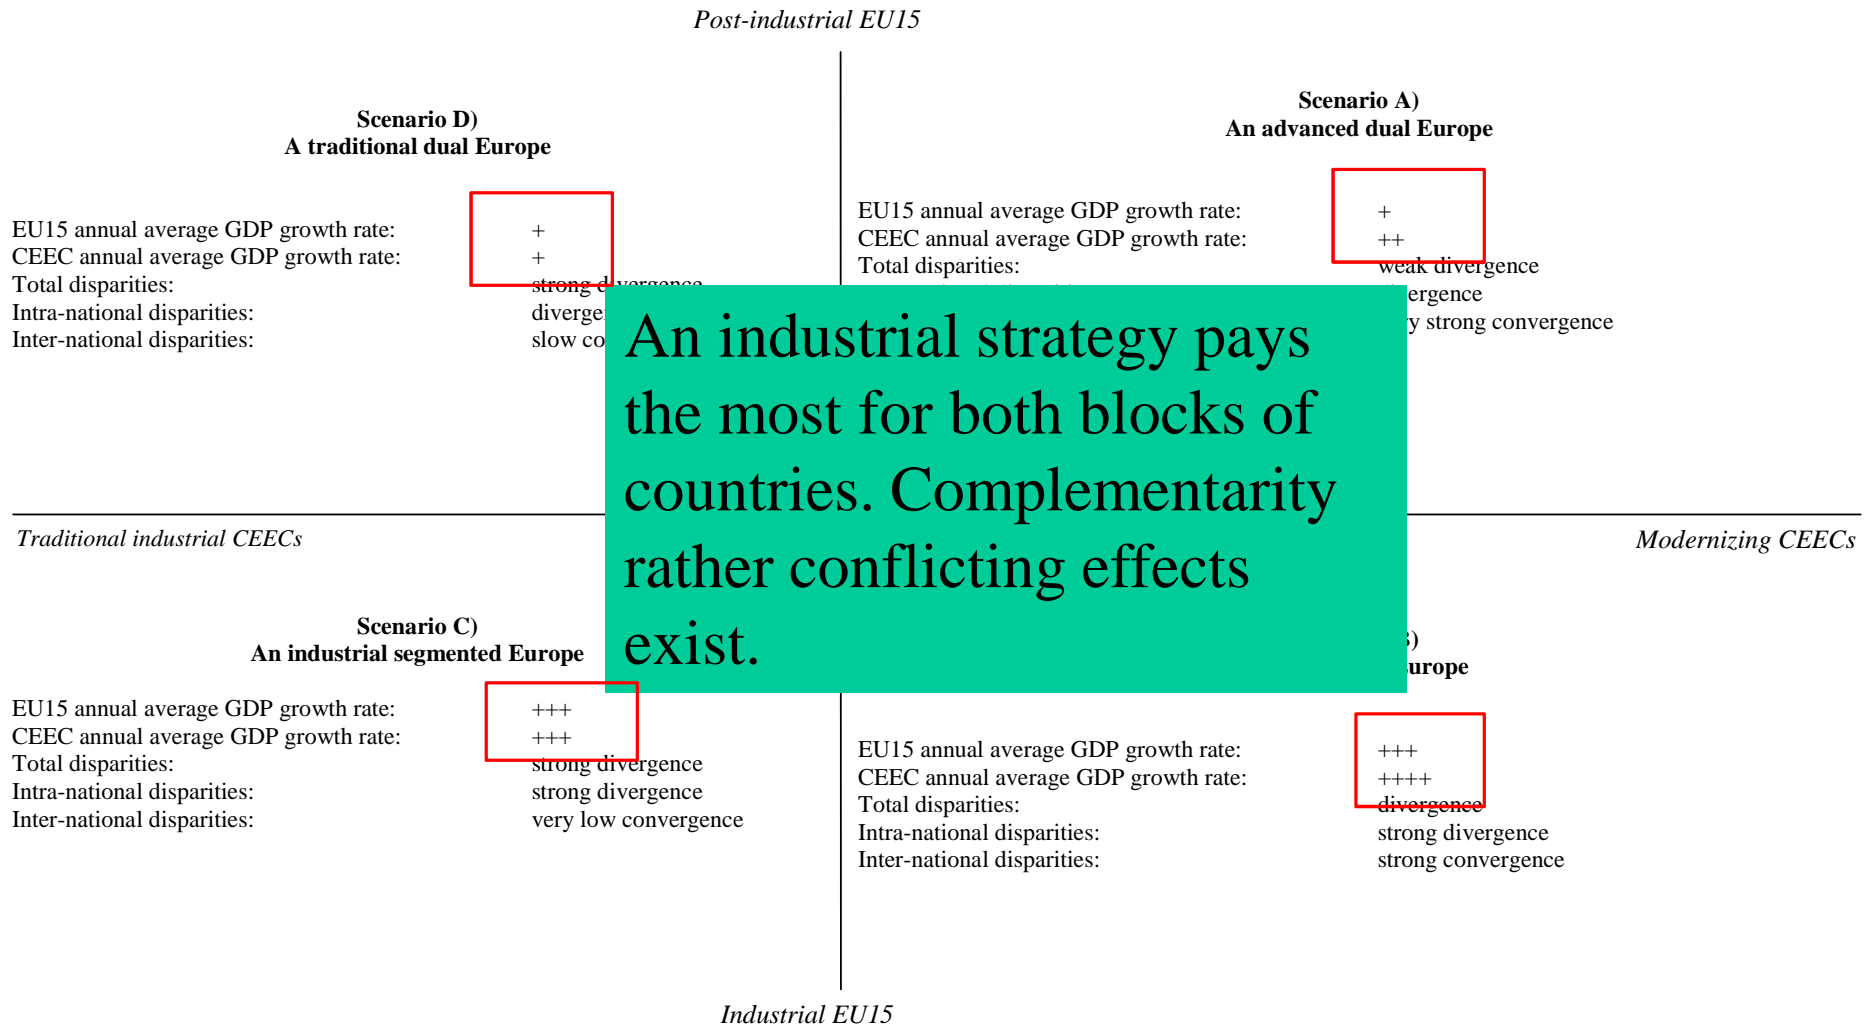 Post-industrial EU15
Scenario D)
A traditional dual Europe
EU15 annual average GDP growth rate: +
CEEC annual average GDP growth rate: +
Total disparities: strong divergence
Intra-national disparities:
Inter-national disparities: slow
Scenario A)
An advanced dual Europe
EU15 annual average GDP growth rate: +
CEEC annual average GDP growth rate: ++
Total disparities: weak divergence
strong convergence
An industrial strategy pays
the most for both blocks of
countries. Complementarity
rather conflicting effects
exist.
Traditional industrial CEECs
Modernizing CEECs
Scenario C)
An industrial segmented Europe
EU15 annual average GDP growth rate: +++
CEEC annual average GDP growth rate: +++
Total disparities: strong divergence
Intra-national disparities: strong divergence
Inter-national disparities: very low convergence
Europe
EU15 annual average GDP growth rate: +++
CEEC annual average GDP growth rate: ++++
Total disparities: divergence
Intra-national disparities: strong divergence
Inter-national disparities: strong convergence
Industrial EU15